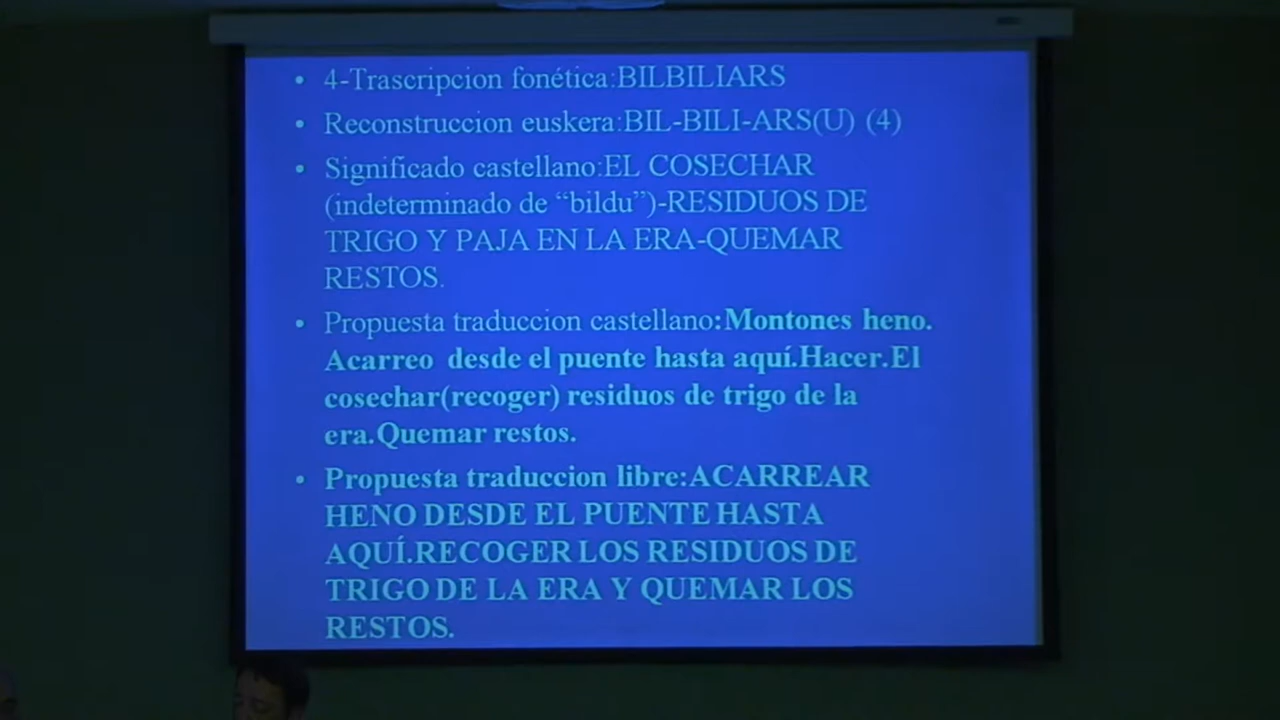 • 4-Trascripcion fonética:BILBILIARS
• Reconstruccion euskera:BIL-BILI-ARS(U) (4)
• Significado castellano:EL COSECHAR
(indeterminado de “bildu”)-RESIDUOS DE
TRIGO Y PAJA EN LA ERA-QUEMAR
RESTOS.
• Propuesta traduccion castellano:Montones heno.
Acarreo desde el puente hasta aquí.Hacer.El
cosechar(recoger) residuos de trigo de la
era.Quemar restos.
• Propuesta traduccion libre:ACARREAR
HENO DESDE EL PUENTE HASTA
AQUÍ.RECOGER LOS RESIDUOS DE
TRIGO DE LA ERA Y QUEMAR LOS
RESTOS.